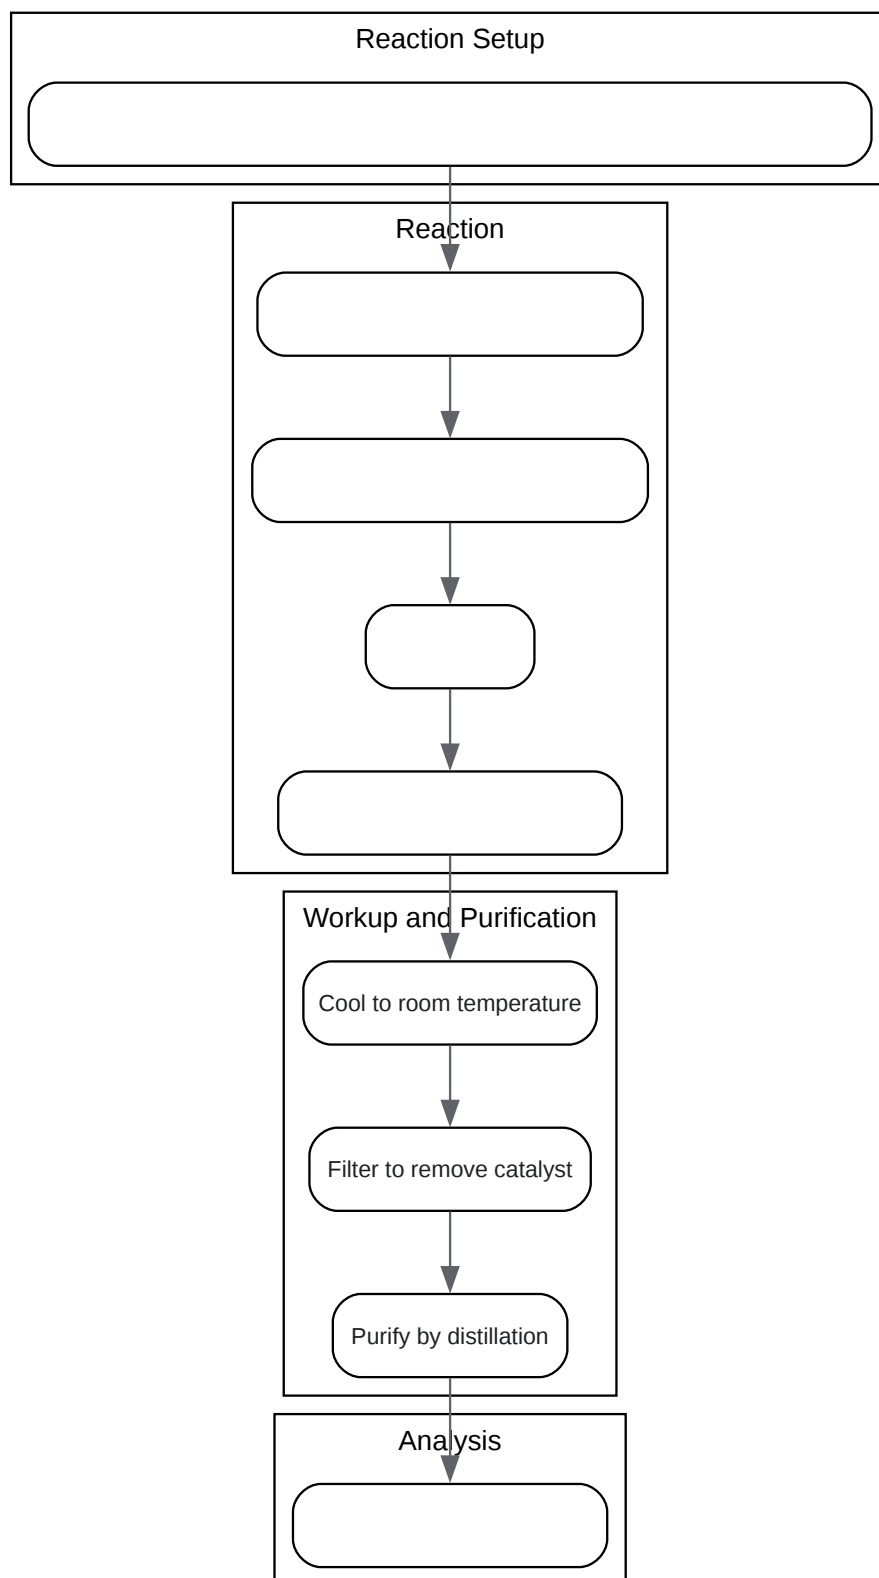 Reaction Setup
Reaction
Workup and Purification
Cool to room temperature
Filter to remove catalyst
Purify by distillation
Analysis